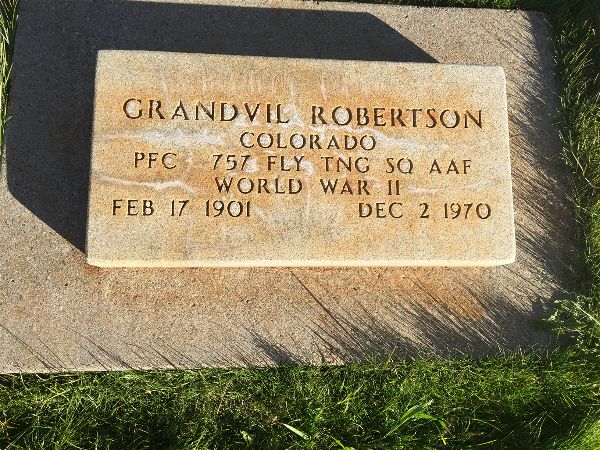 GRANDVIL ROBERTSON
COLORADO
PFC 757 FLY TNG SQ AAF
WORLD WAR II
FEB 17 1901 DEC 2 1970